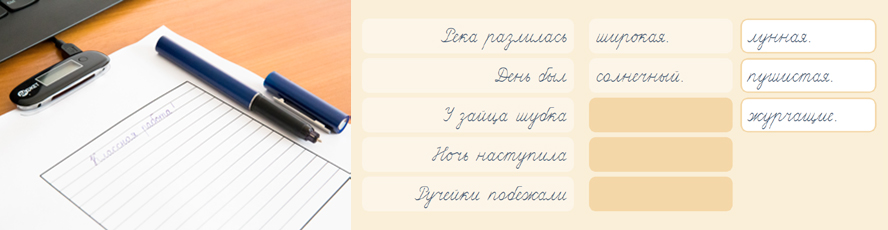 Классная работа!
Река разлилась широкая. лунная.
День был солнечный. пушистая.
У зайца шубка журчащие.
Ночь наступила
Ручейки побежали